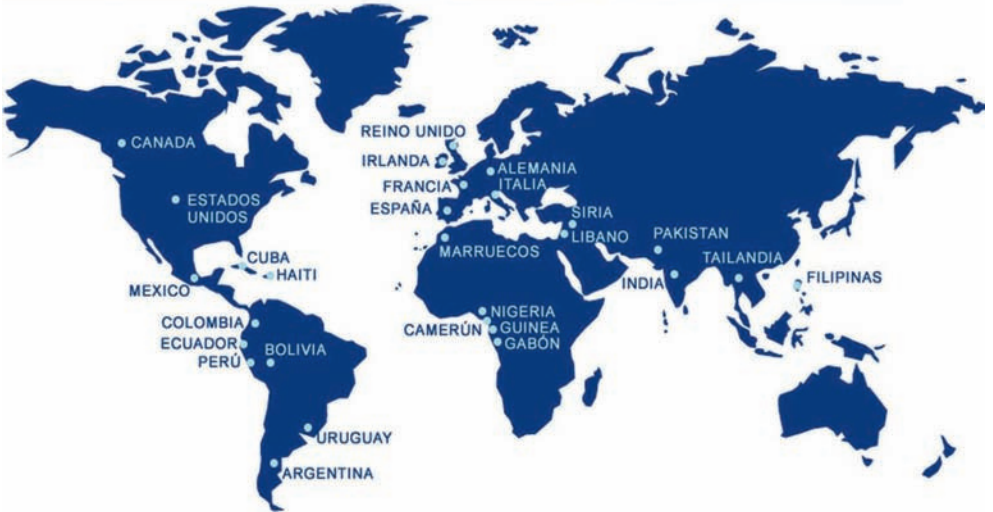 REINO UNIDO
CANADA
IRLANDA
ALEMANIA
FRANCIA
ITALIA
ESTADOS
UNIDOS
ESPAÑA
SIRIA
LIBANO
MARRUECOS
PAKISTAN
CUBA
TAILANDIA
HAITI
INDIA
FILIPINAS
MEXICO
NIGERIA
COLOMBIA
CAMERÚN
GUINEA
ECUADOR
GABÓN
PERÚ
BOLIVIA
URUGUAY
ARGENTINA